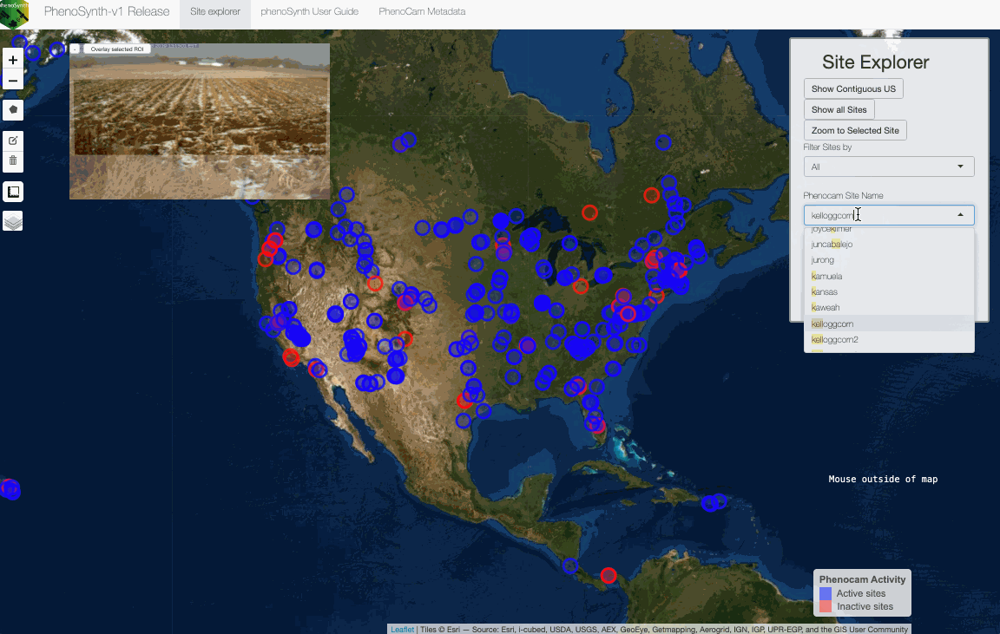 PhenoSynth
PhenoSynth-v1 Release
Site explorer
phenoSynth User Guide
PhenoCam Metadata
+
−
-
Overlay selected ROI
Site Explorer
Show Contiguous US
Show all Sites
Zoom to Selected Site
Filter Sites by
All
Phenocam Site Name
kelloggcorn
joycekilmer
juncabalejo
jurong
kamuela
kansas
kaweah
kelloggcorn
kelloggcorn2
Mouse outside of map
Phenocam Activity
Active sites
Inactive sites
Leaflet | Tiles © Esri — Source: Esri, i-cubed, USDA, USGS, AEX, GeoEye, Getmapping, Aerogrid, IGN, IGP, UPR-EGP, and the GIS User Community